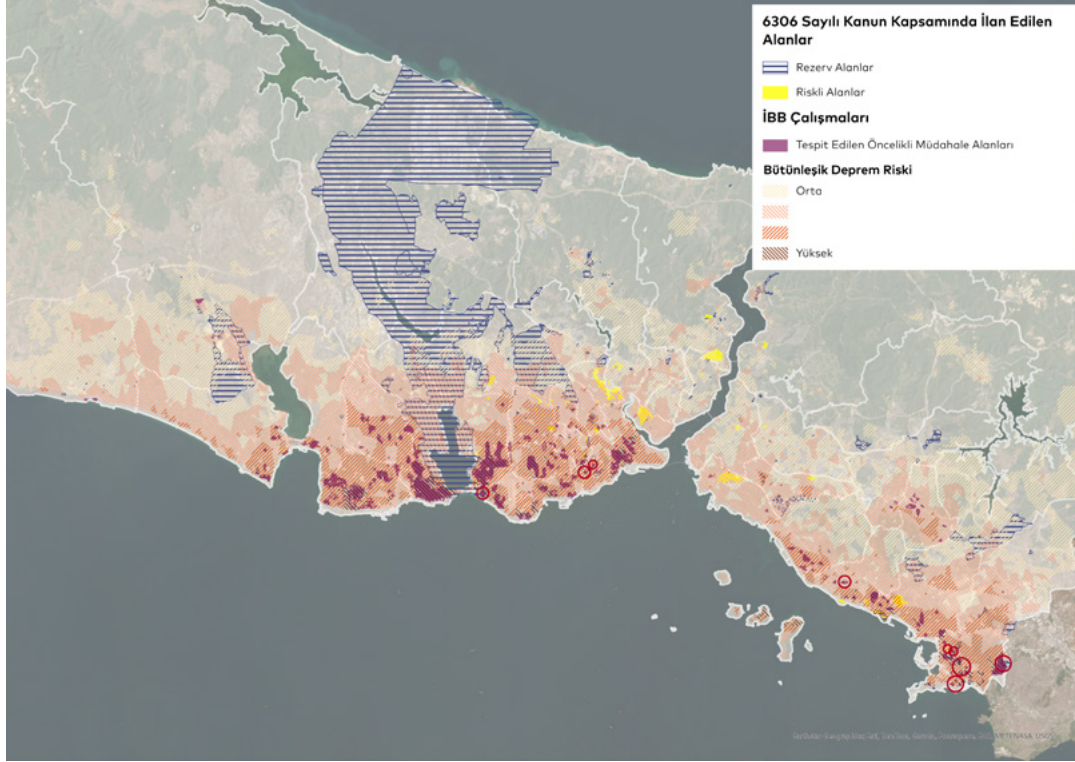 6306 Sayılı Kanun Kapsamında İlan Edilen
Alanlar
Rezerv Alanlar
Riskli Alanlar
İBB Çalışmaları
Tespit Edilen Öncelikli Müdahale Alanları
Bütünleşik Deprem Riski
Orta
Yüksek